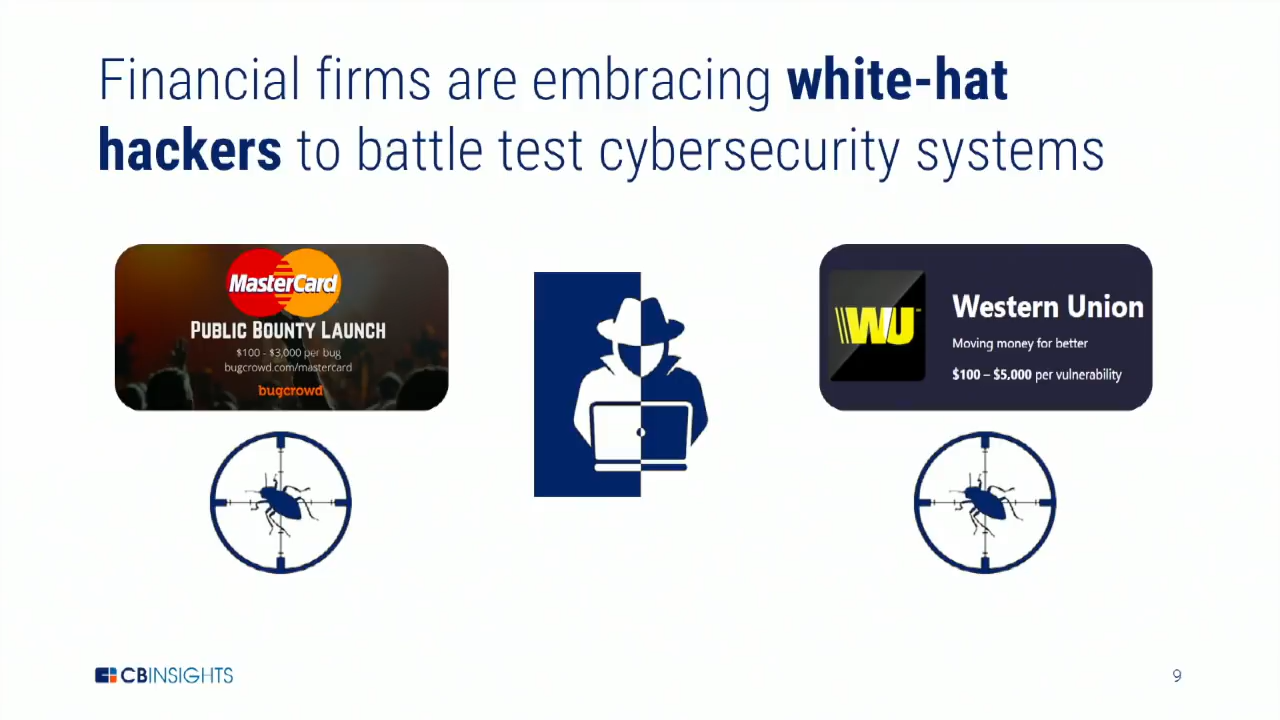 Financial firms are embracing white-hat
hackers to battle test cybersecurity systems
MasterCard
PUBLIC BOUNTY LAUNCH
$100 - $3,000 per bug
bugcrowd.com/mastercard
bugcrowd
WU
Western Union
Moving money for better
$100 – $5,000 per vulnerability
CBINSIGHTS
9